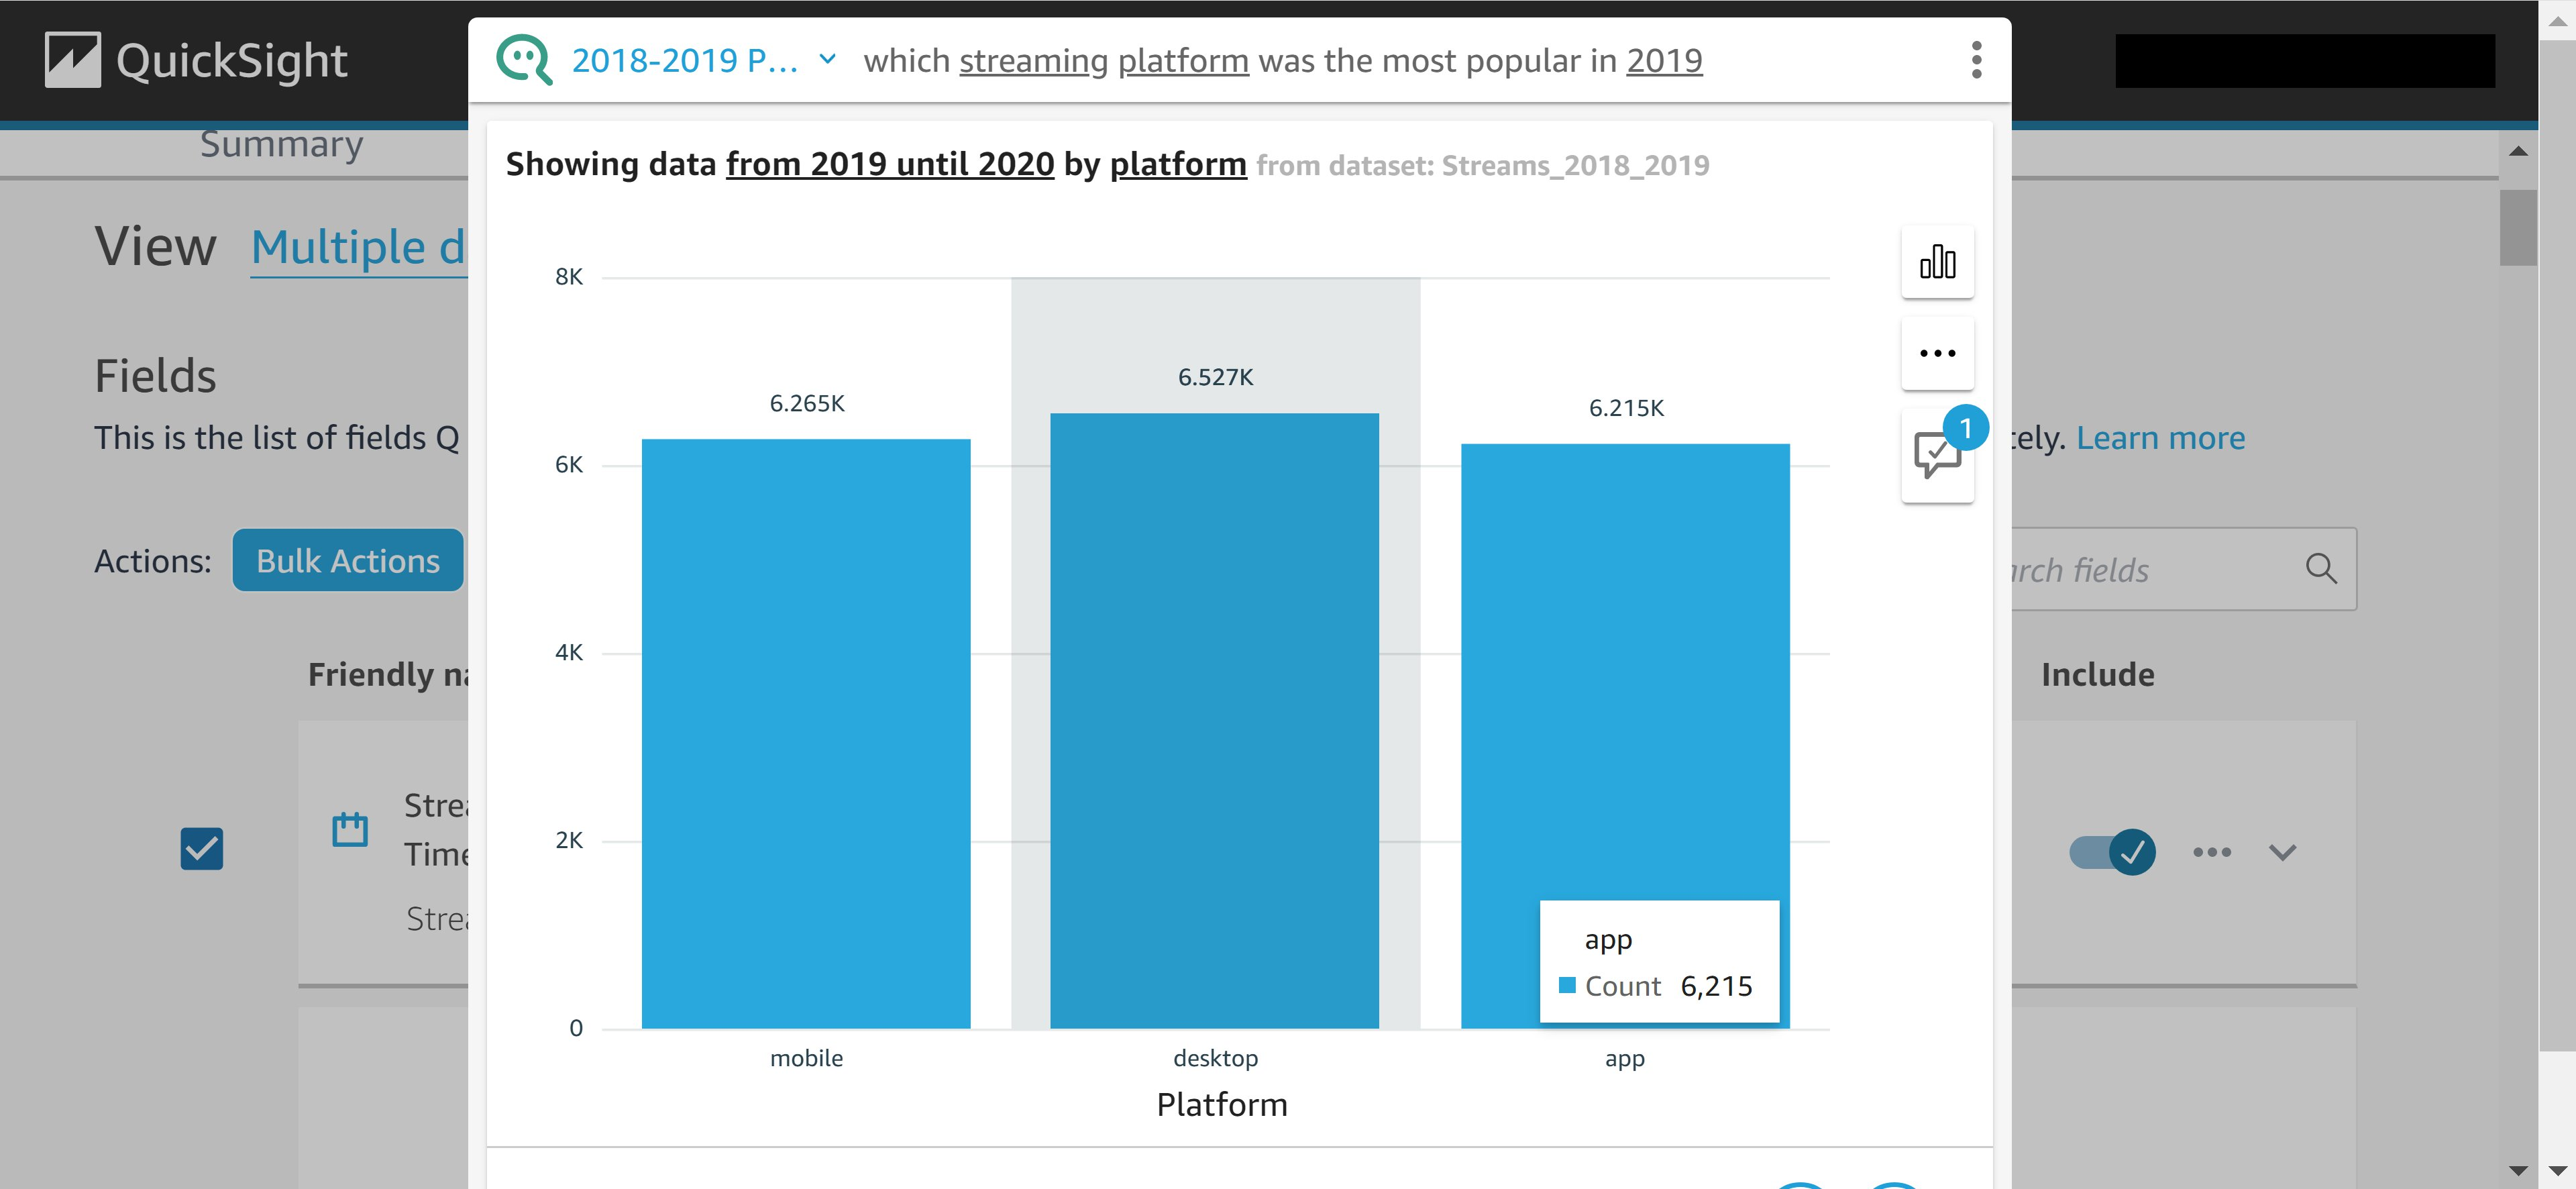 QuickSight
2018-2019 P...
which streaming platform was the most popular in 2019
Summary
Showing data from 2019 until 2020 by platform from dataset: Streams_2018_2019
View Multiple d
Fields
This is the list of fields Q
tely. Learn more
Actions: Bulk Actions
rch fields
Friendly na
Include
Strea
Time
Strea
8K
6K
4K
2K
0
6.265K
6.527K
6.215K
1
app
Count 6,215
mobile
desktop
app
Platform